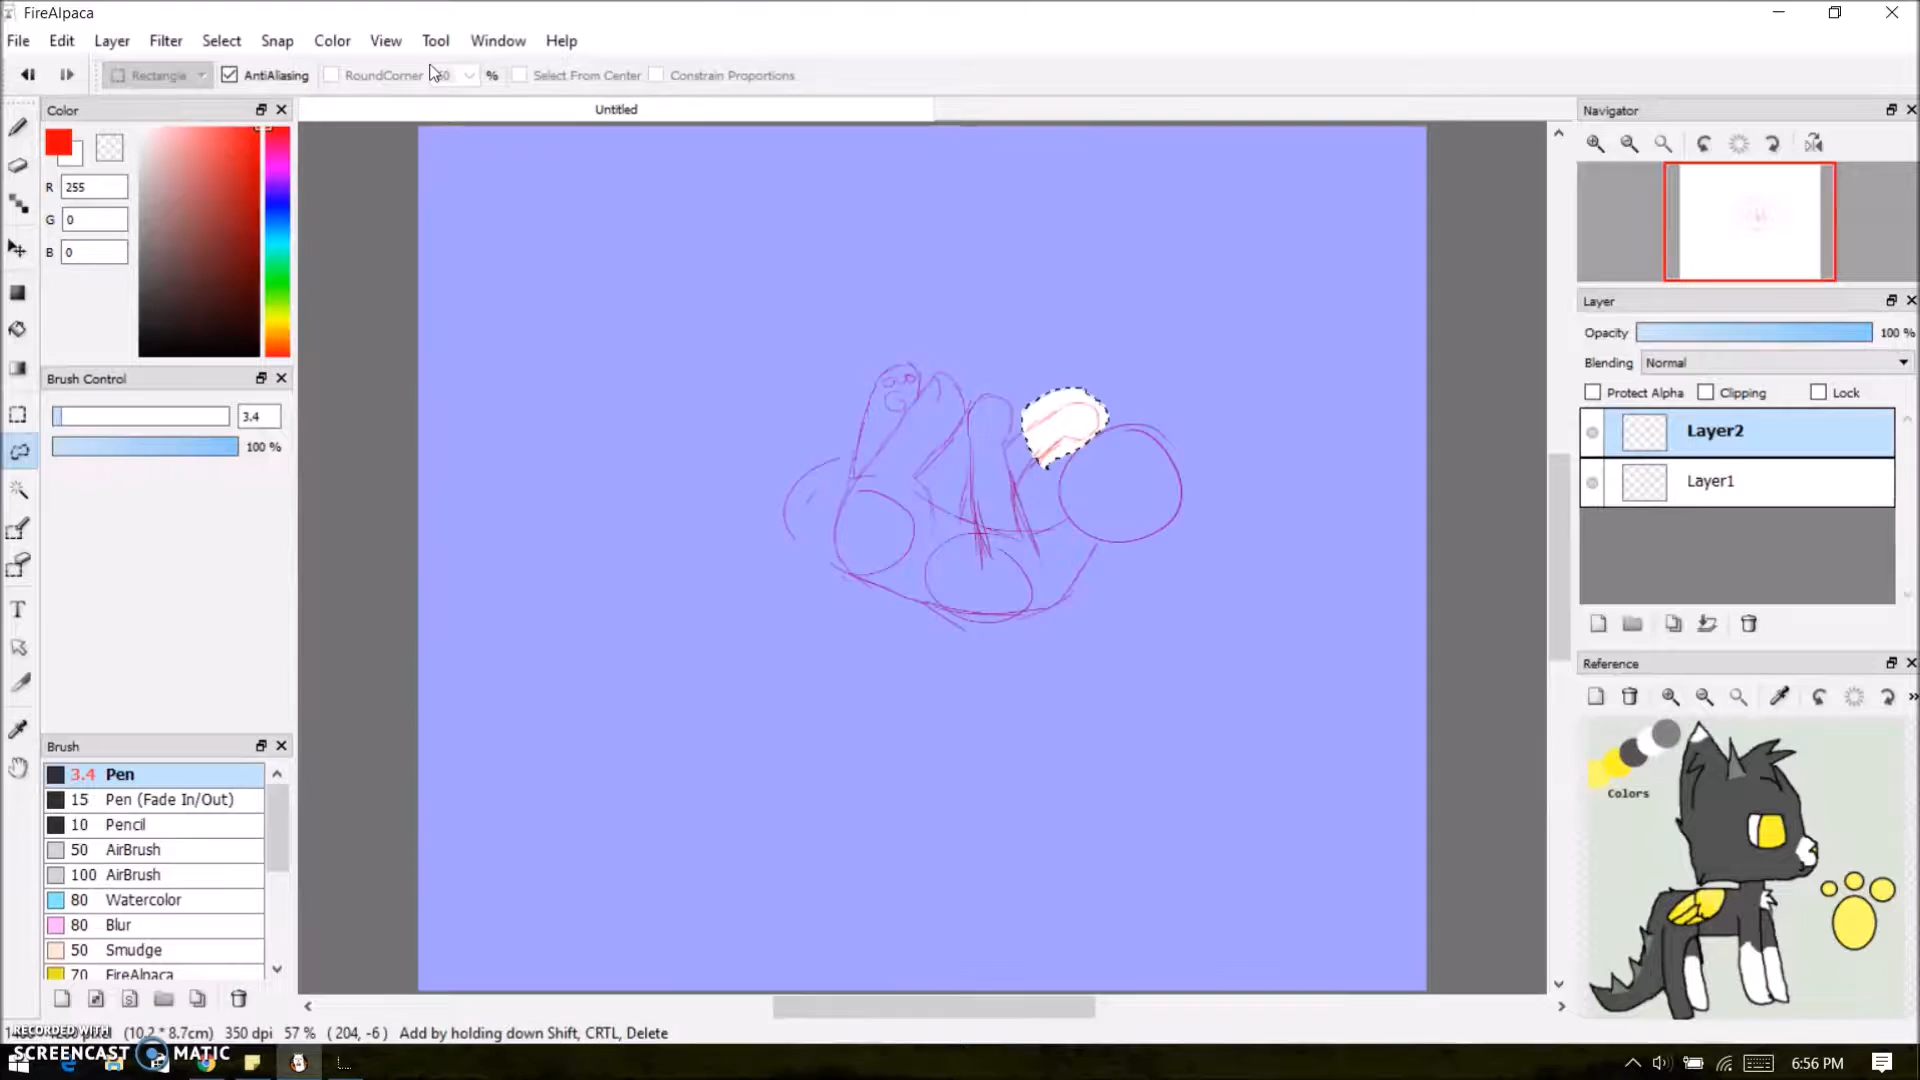 FireAlpaca
File Edit Layer Filter Select Snap Color View Tool Window Help
Rectangle AntiAliasing RoundCorner % Select From Center Constrain Proportions
Color
Untitled
Navigator
R 255
G 0
B 0
Layer
Opacity 100 %
Blending Normal
Protect Alpha Clipping Lock
Layer2
Layer1
Brush Control
3.4
100 %
Reference
Colors
Brush
3.4 Pen
15 Pen (Fade In/Out)
10 Pencil
50 AirBrush
100 AirBrush
80 Watercolor
80 Blur
50 Smudge
70 FireAlpaca
RECORDED WITH
(10.2 * 8.7cm) 350 dpi 57 % ( 204, -6 ) Add by holding down Shift, CRTL, Delete
SCREENCAST MATIC
6:56 PM